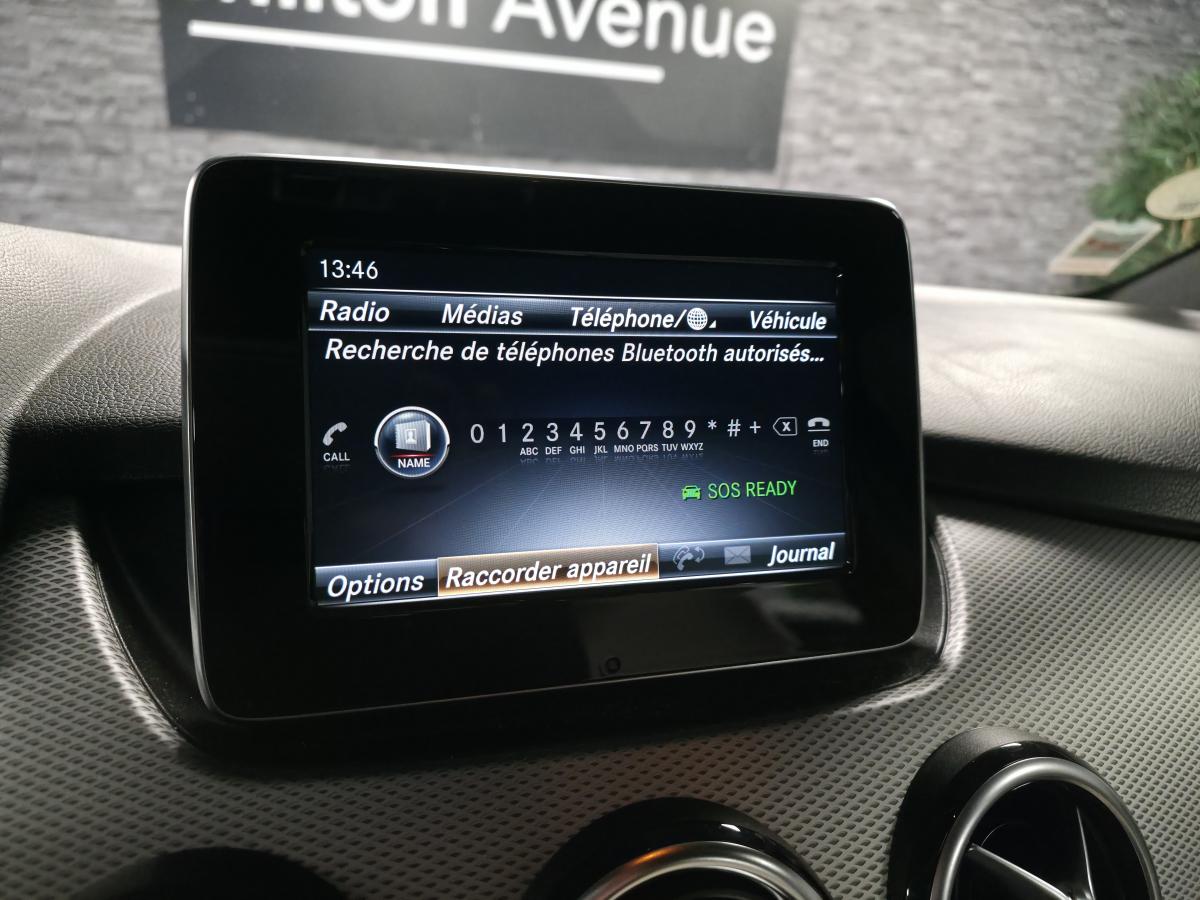 Avenue
13:46
Radio Médias Téléphone/ Véhicule
Recherche de téléphones Bluetooth autorisés...
CALL NAME 0 1 2 3 4 5 6 7 8 9 * # + X END
ABC DEF GHI JKL MNO PQRS TUV WXYZ
SOS READY
Options Raccorder appareil Journal